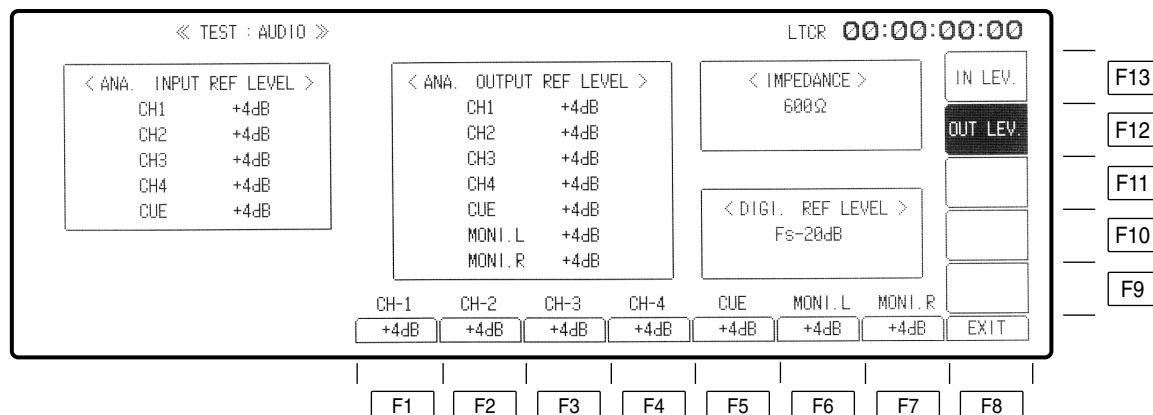 ≪ TEST : AUDIO ≫
LTCR 00:00:00:00
< ANA. INPUT REF LEVEL >
CH1 +4dB
CH2 +4dB
CH3 +4dB
CH4 +4dB
CUE +4dB
< ANA. OUTPUT REF LEVEL >
CH1 +4dB
CH2 +4dB
CH3 +4dB
CH4 +4dB
CUE +4dB
MONI.L +4dB
MONI.R +4dB
< IMPEDANCE >
600Ω
< DIGI. REF LEVEL >
Fs-20dB
IN LEV.
OUT LEV.
F13
F12
F11
F10
F9
CH-1 CH-2 CH-3 CH-4 CUE MONI.L MONI.R
+4dB +4dB +4dB +4dB +4dB +4dB +4dB EXIT
F1 F2 F3 F4 F5 F6 F7 F8